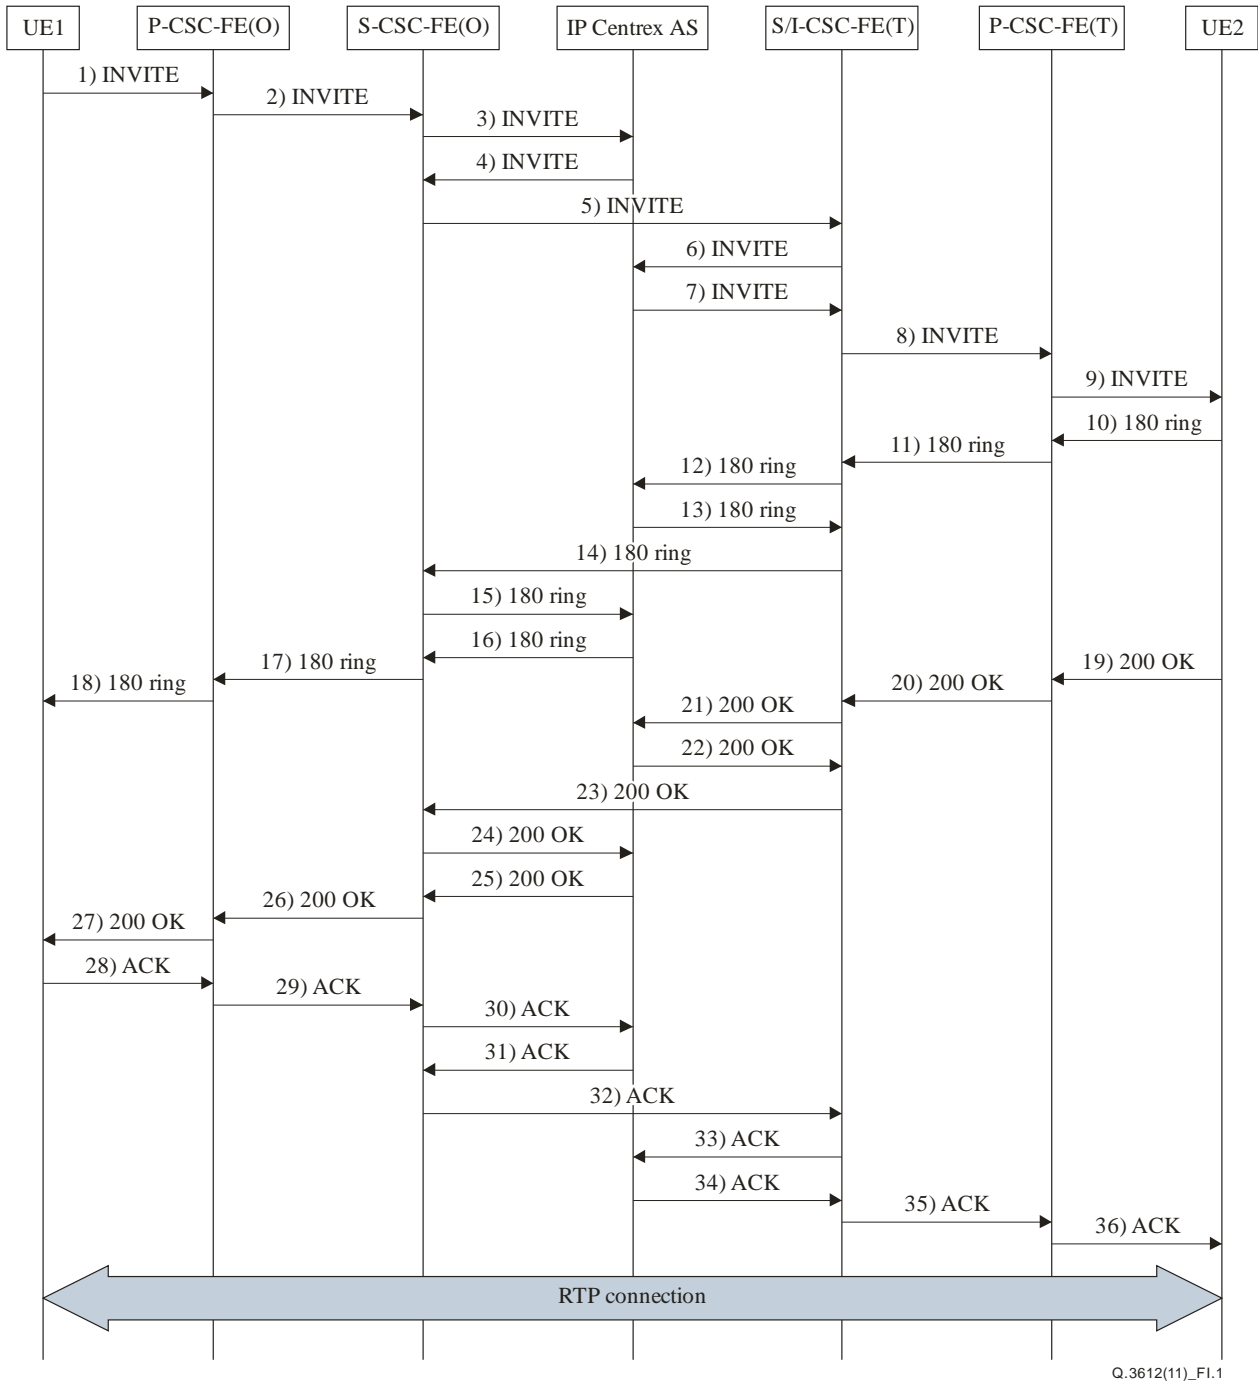 UE1
P-CSC-FE(O)
S-CSC-FE(O)
IP Centrex AS
S/I-CSC-FE(T)
P-CSC-FE(T)
UE2
1) INVITE
2) INVITE
3) INVITE
4) INVITE
5) INVITE
6) INVITE
7) INVITE
8) INVITE
9) INVITE
10) 180 ring
11) 180 ring
12) 180 ring
13) 180 ring
14) 180 ring
15) 180 ring
16) 180 ring
17) 180 ring
18) 180 ring
19) 200 OK
20) 200 OK
21) 200 OK
22) 200 OK
23) 200 OK
24) 200 OK
25) 200 OK
26) 200 OK
27) 200 OK
28) ACK
29) ACK
30) ACK
31) ACK
32) ACK
33) ACK
34) ACK
35) ACK
36) ACK
RTP connection
Q.3612(11)_FI.1